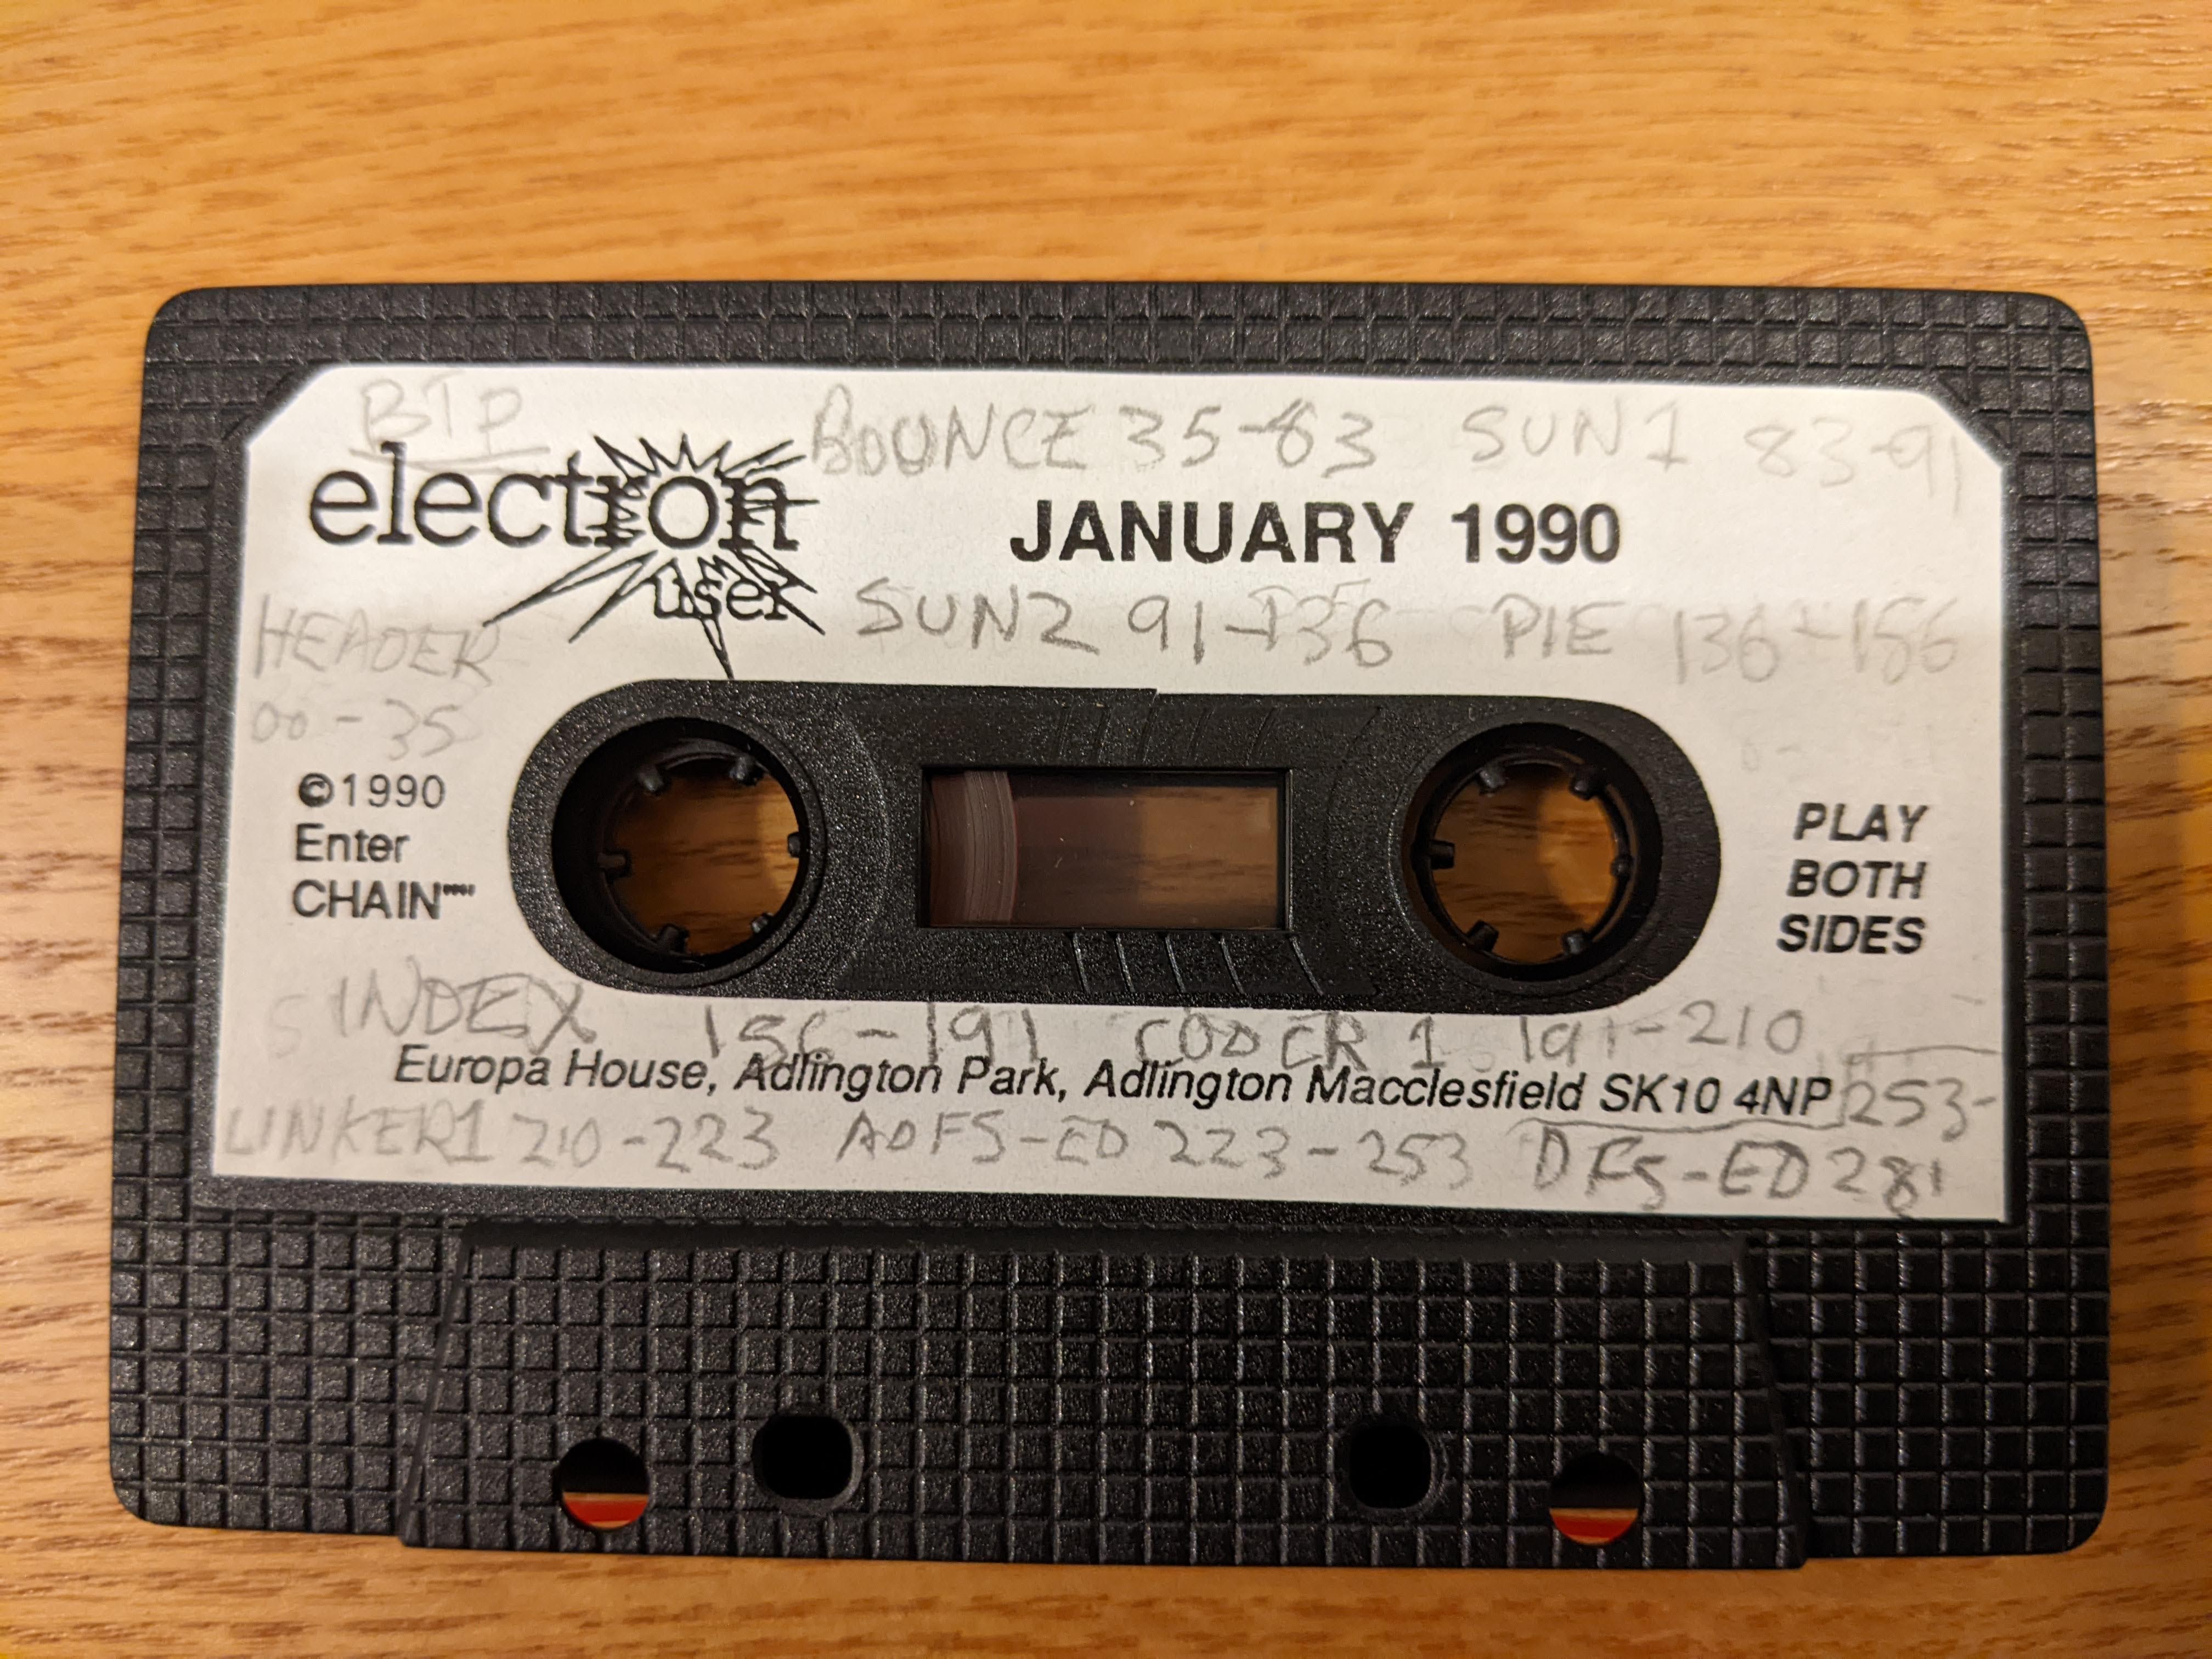 BTP
BOUNCE 35-83 SUN1 83-91
electron
user
JANUARY 1990
SUN2 91-136 PIE 136-156
HEADER
00-35
©1990
Enter
CHAIN""
PLAY
BOTH
SIDES
INDEX 156-191 CODER 1 191-210
Europa House, Adlington Park, Adlington Macclesfield SK10 4NP
LINKER1 210-223 ADFS-ED 223-253
253-
DFS-ED 281